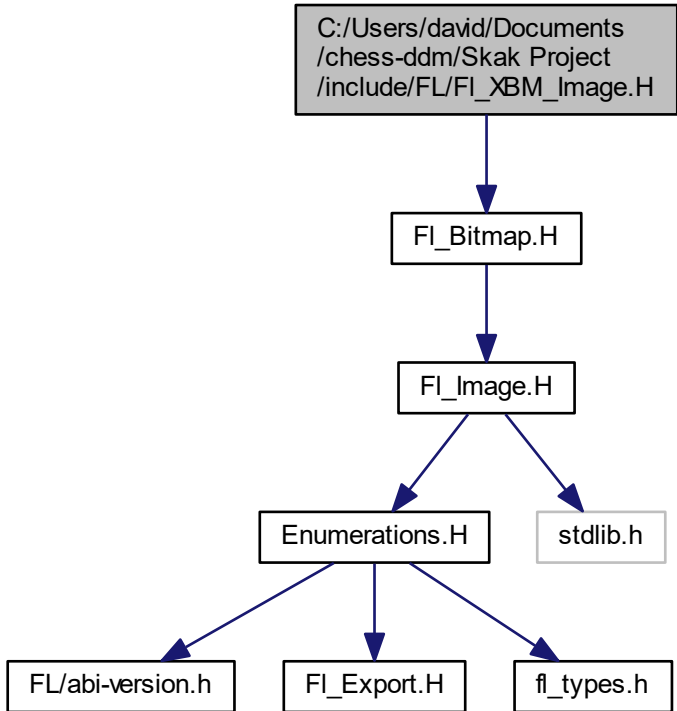 C:/Users/david/Documents
/chess-ddm/Skak Project
/include/FL/Fl_XBM_Image.H
Fl_Bitmap.H
Fl_Image.H
Enumerations.H
stdlib.h
FL/abi-version.h
Fl_Export.H
fl_types.h